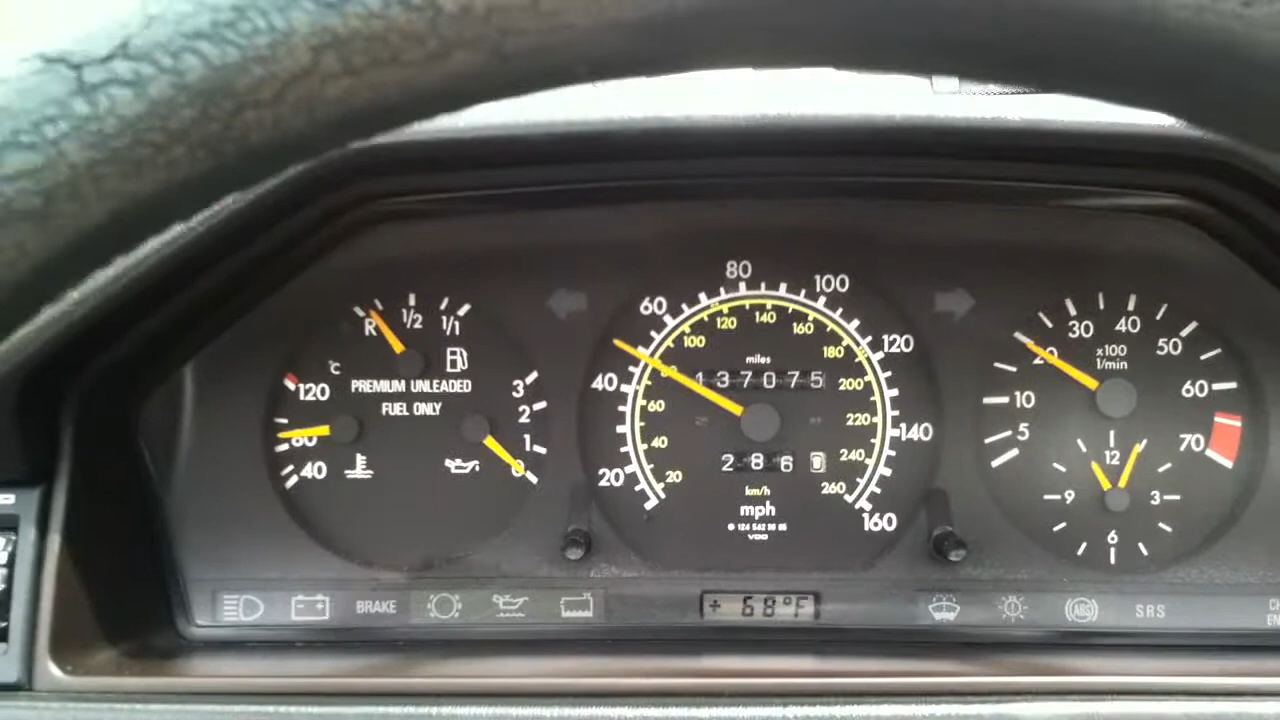 R 1/2 1/1
°C
120
80
40
PREMIUM UNLEADED
FUEL ONLY
3
2
1
0
20 40 60 80 100 120 140 160
20 40 60 80 100 120 140 160 180 200 220 240 260
miles
137075
286
km/h
mph
VDO
5 10 20 30 40 50 60 70
x100
1/min
12
3
6
9
BRAKE
÷ 68°F
ABS
SRS